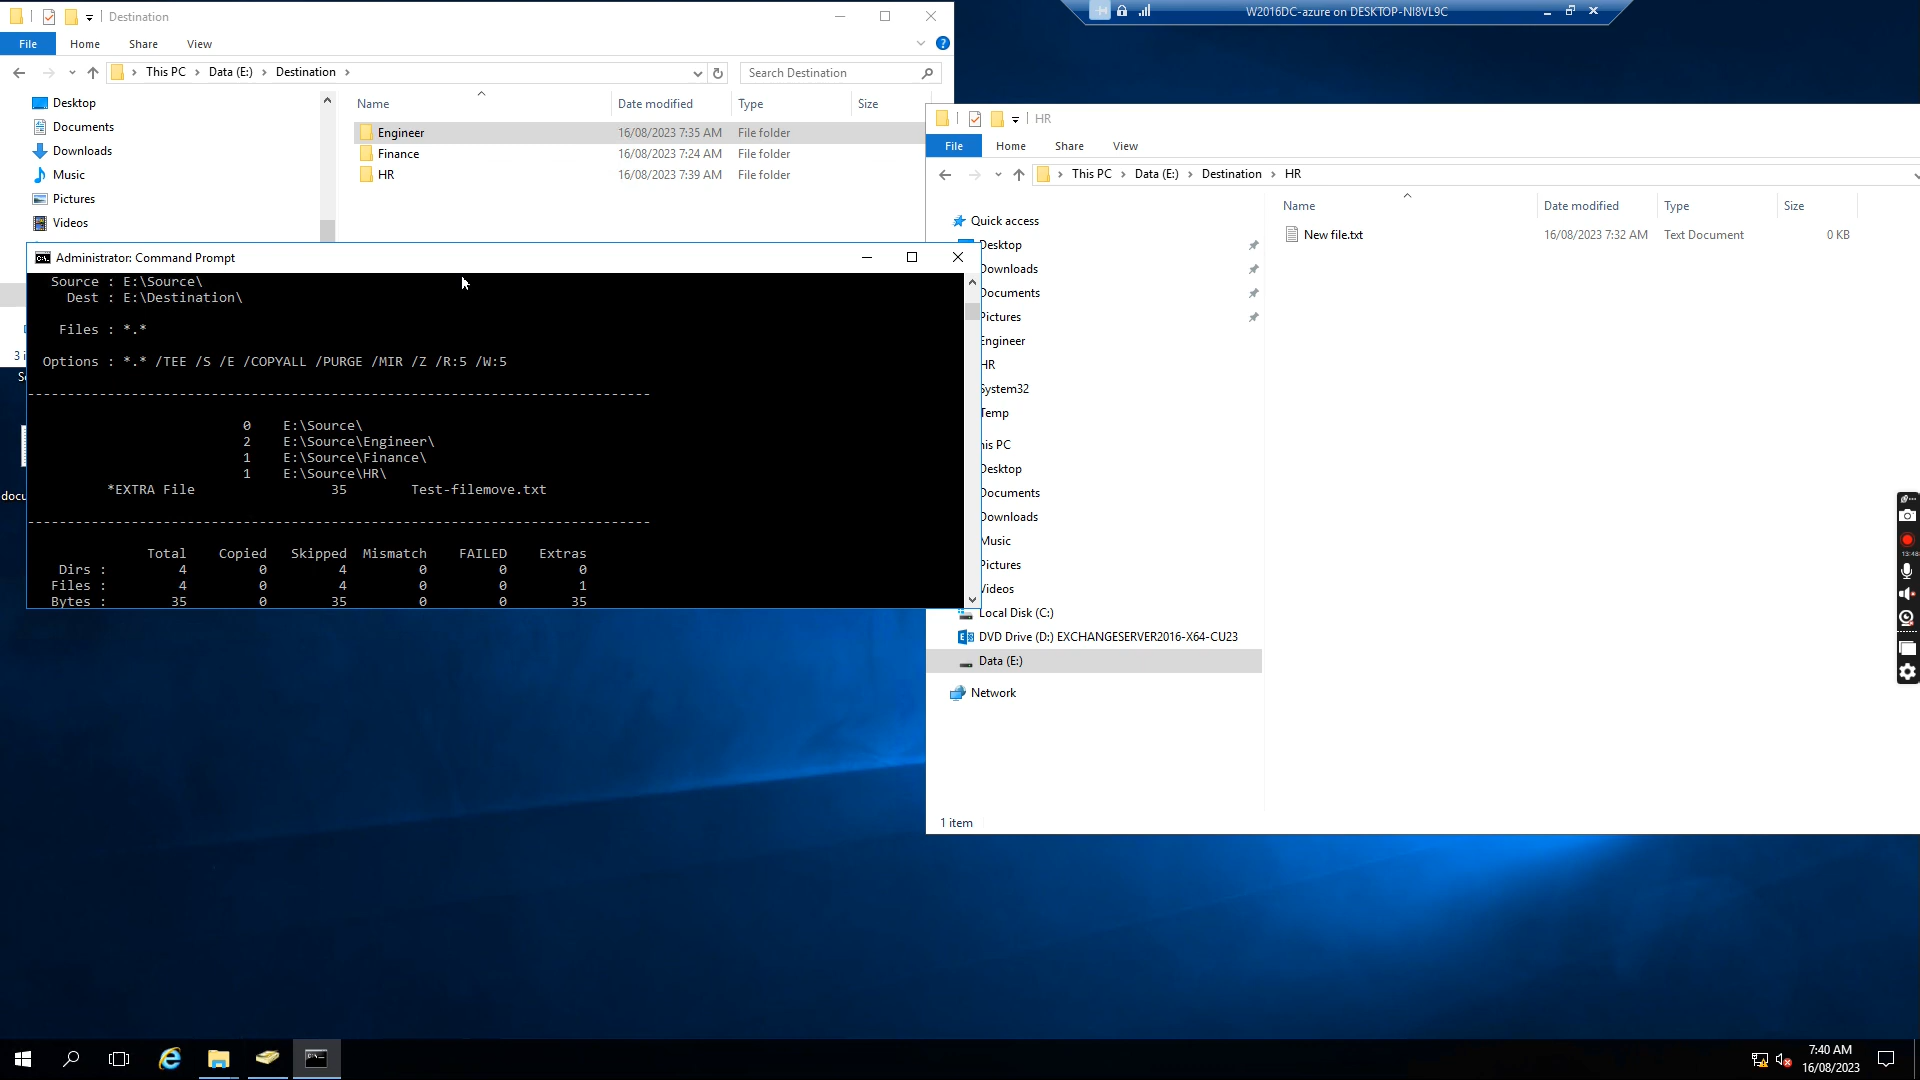 Destination
W2016DC-azure on DESKTOP-NI8VL9C
File Home Share View
This PC > Data (E:) > Destination >
Search Destination
Desktop
Documents
Downloads
Music
Pictures
Videos
Name Date modified Type Size
Engineer 16/08/2023 7:35 AM File folder
Finance 16/08/2023 7:24 AM File folder
HR 16/08/2023 7:39 AM File folder
HR
File Home Share View
This PC > Data (E:) > Destination > HR
Name Date modified Type Size
New file.txt 16/08/2023 7:32 AM Text Document 0 KB
Quick access
Desktop
Downloads
Documents
Pictures
Engineer
HR
System32
Temp
Desktop
Documents
Downloads
Music
Pictures
Videos
Local Disk (C:)
DVD Drive (D:) EXCHANGESERVER2016-X64-CU23
Data (E:)
Network
1 item
Administrator: Command Prompt
Source : E:\Source\
Dest : E:\Destination\
Files : *.*
Options : *.* /TEE /S /E /COPYALL /PURGE /MIR /Z /R:5 /W:5
------------------------------------------------------------------------------
0 E:\Source\
2 E:\Source\Engineer\
1 E:\Source\Finance\
1 E:\Source\HR\
*EXTRA File 35 Test-filemove.txt
------------------------------------------------------------------------------
Total Copied Skipped Mismatch FAILED Extras
Dirs : 4 0 4 0 0 0
Files : 4 0 4 0 0 1
Bytes : 35 0 35 0 0 35
7:40 AM
16/08/2023